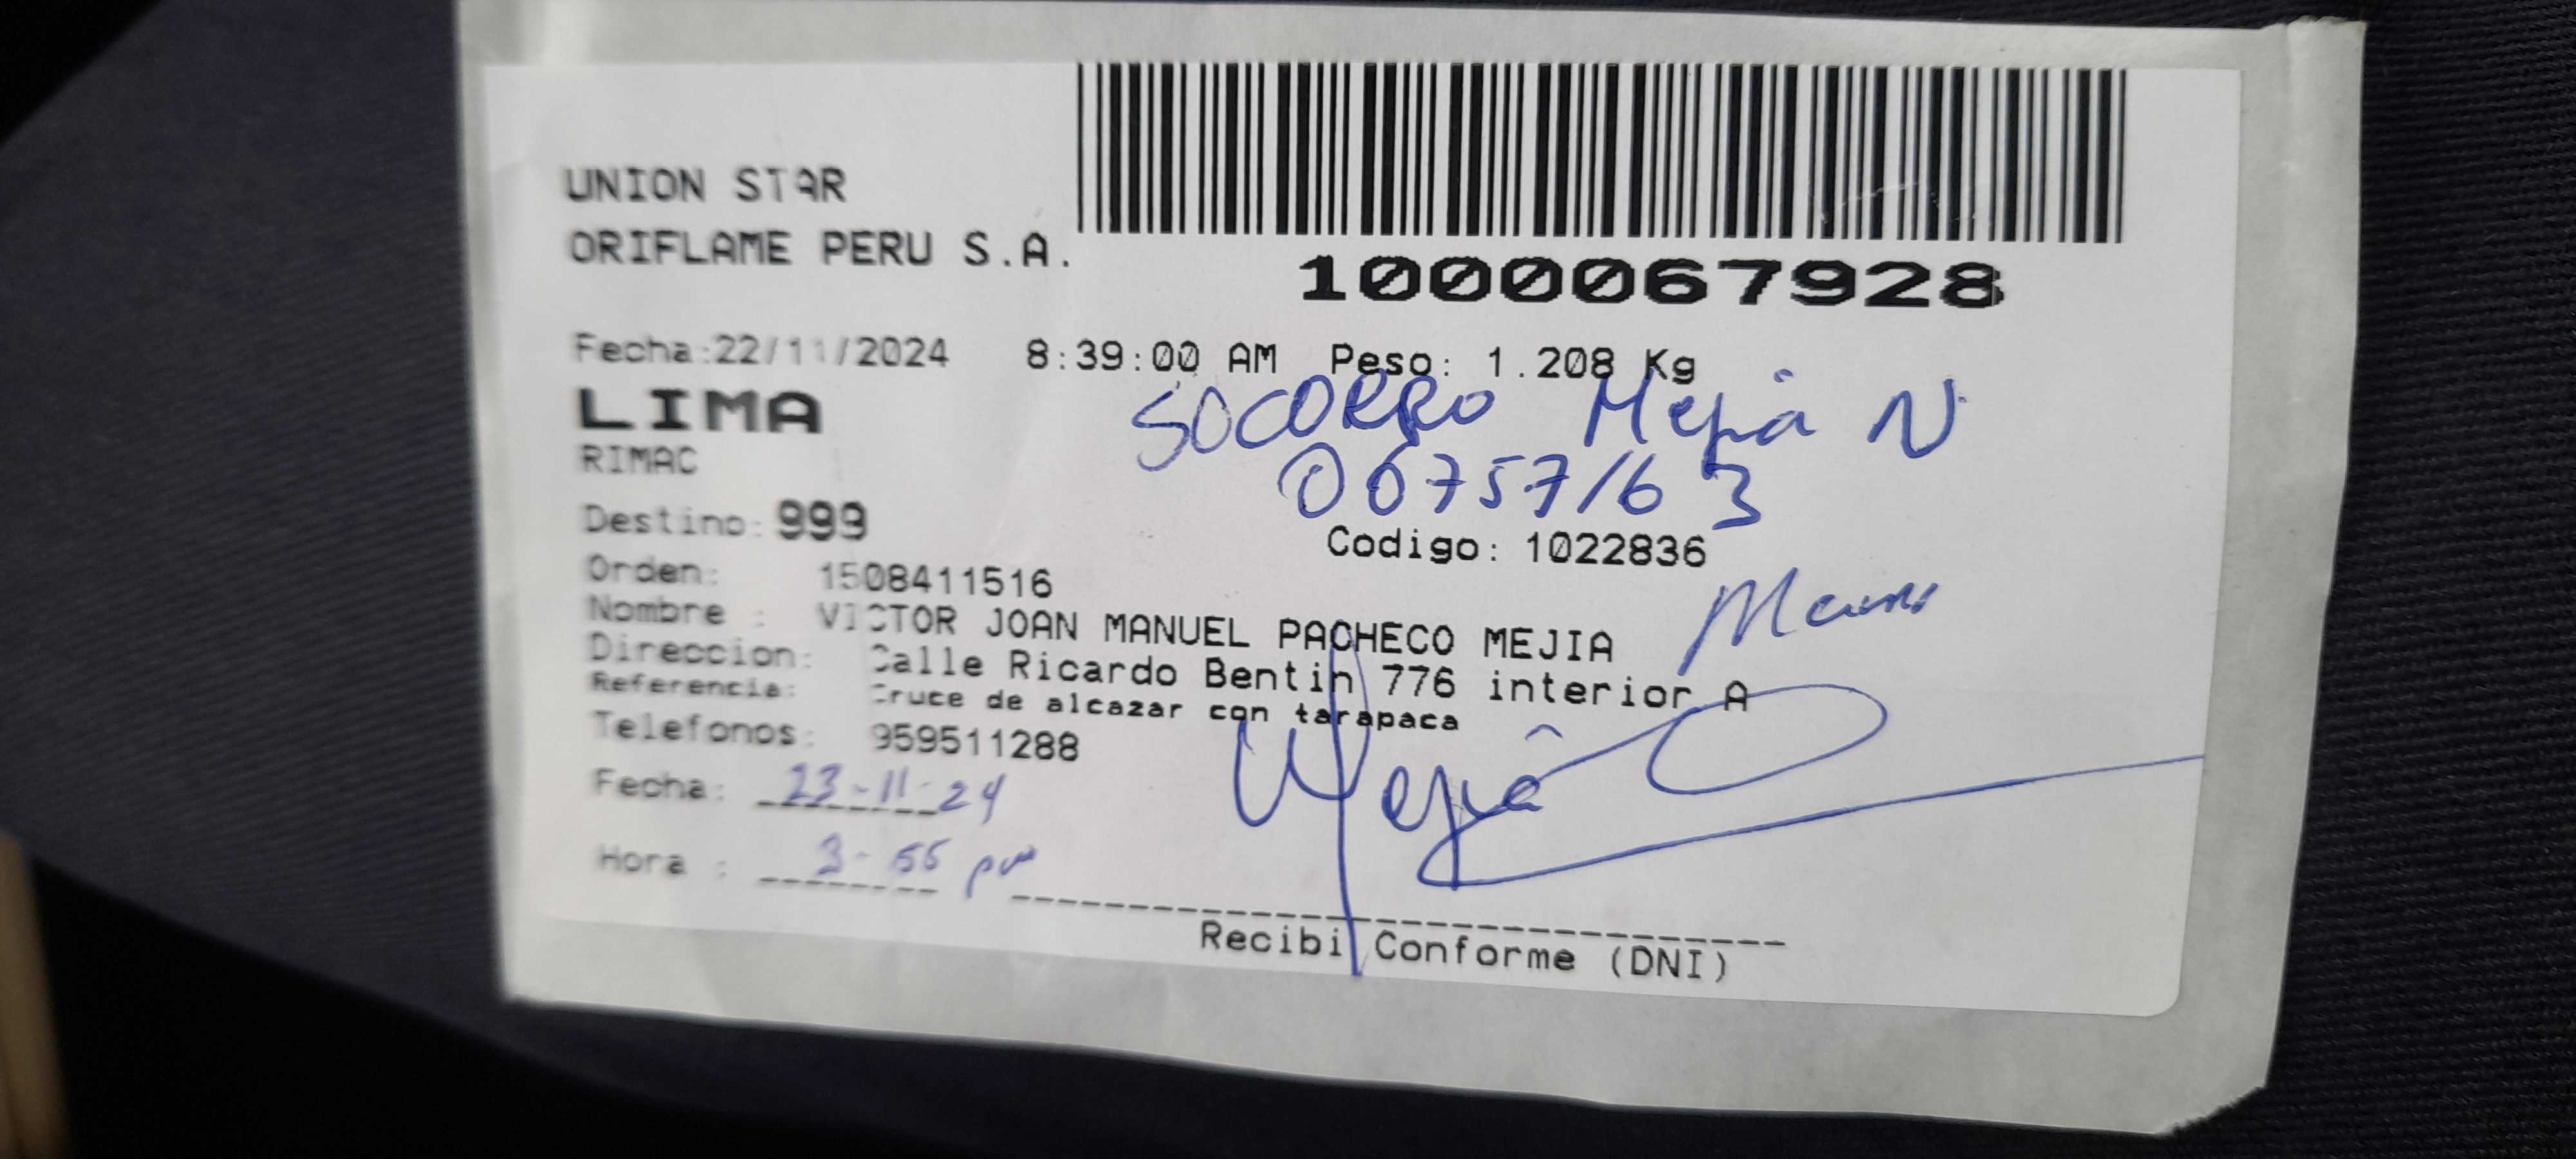 UNION STAR
ORIFLAME PERU S.A.
1000067928
Fecha:22/11/2024 8:39:00 AM Peso: 1.208 Kg
LIMA
SOCORRO Mejía N
RIMAC
06757163
Destino: 999
Codigo: 1022836
Orden: 1508411516
Nombre : VICTOR JOAN MANUEL PACHECO MEJIA
Direccion: Calle Ricardo Bentin 776 interior A
Referencia: Cruce de alcazar con tarapaca
Telefonos: 959511288
Mejía
Fecha: 23-11-24
Hora : 3-55 pm
Recibi Conforme (DNI)